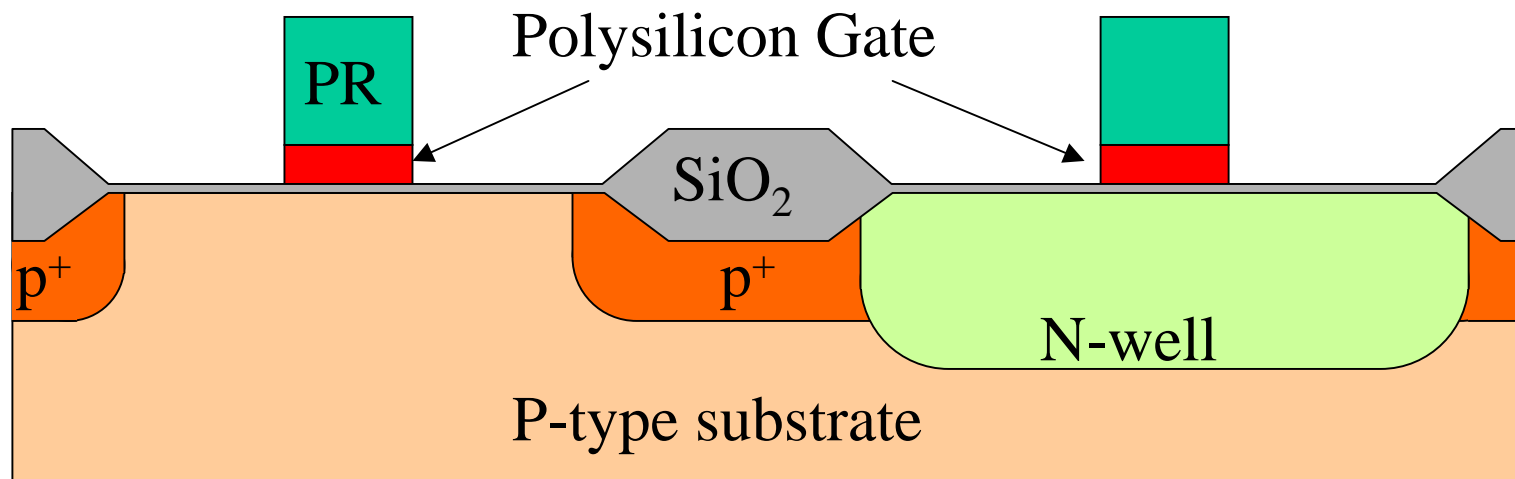 Polysilicon Gate
PR
SiO₂
p⁺
p⁺
N-well
P-type substrate